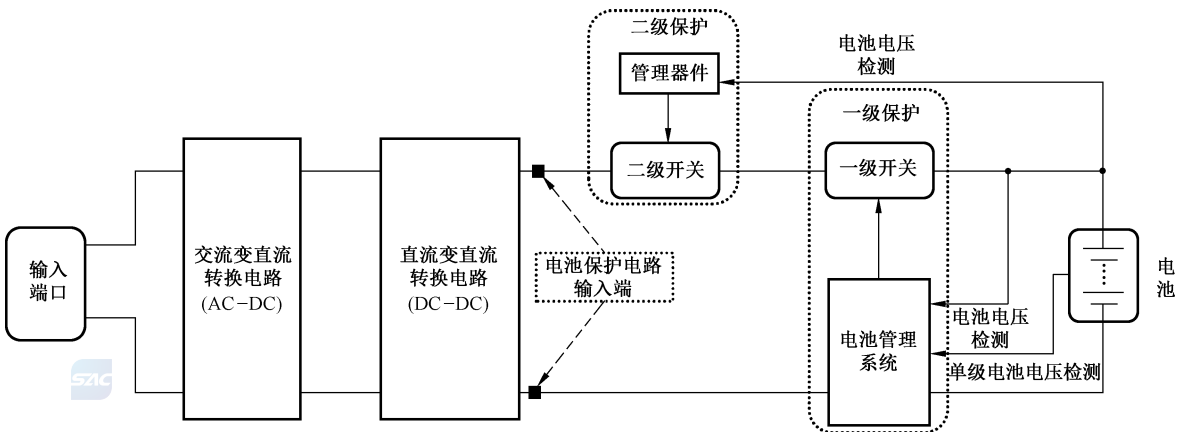 二级保护
管理器件
二级开关
电池电压
检测
一级保护
一级开关
输入
端口
交流变直流
转换电路
(AC-DC)
直流变直流
转换电路
(DC-DC)
电池保护电路
输入端
电池管理
系统
电池电压
检测
单级电池电压检测
电
池
SAC